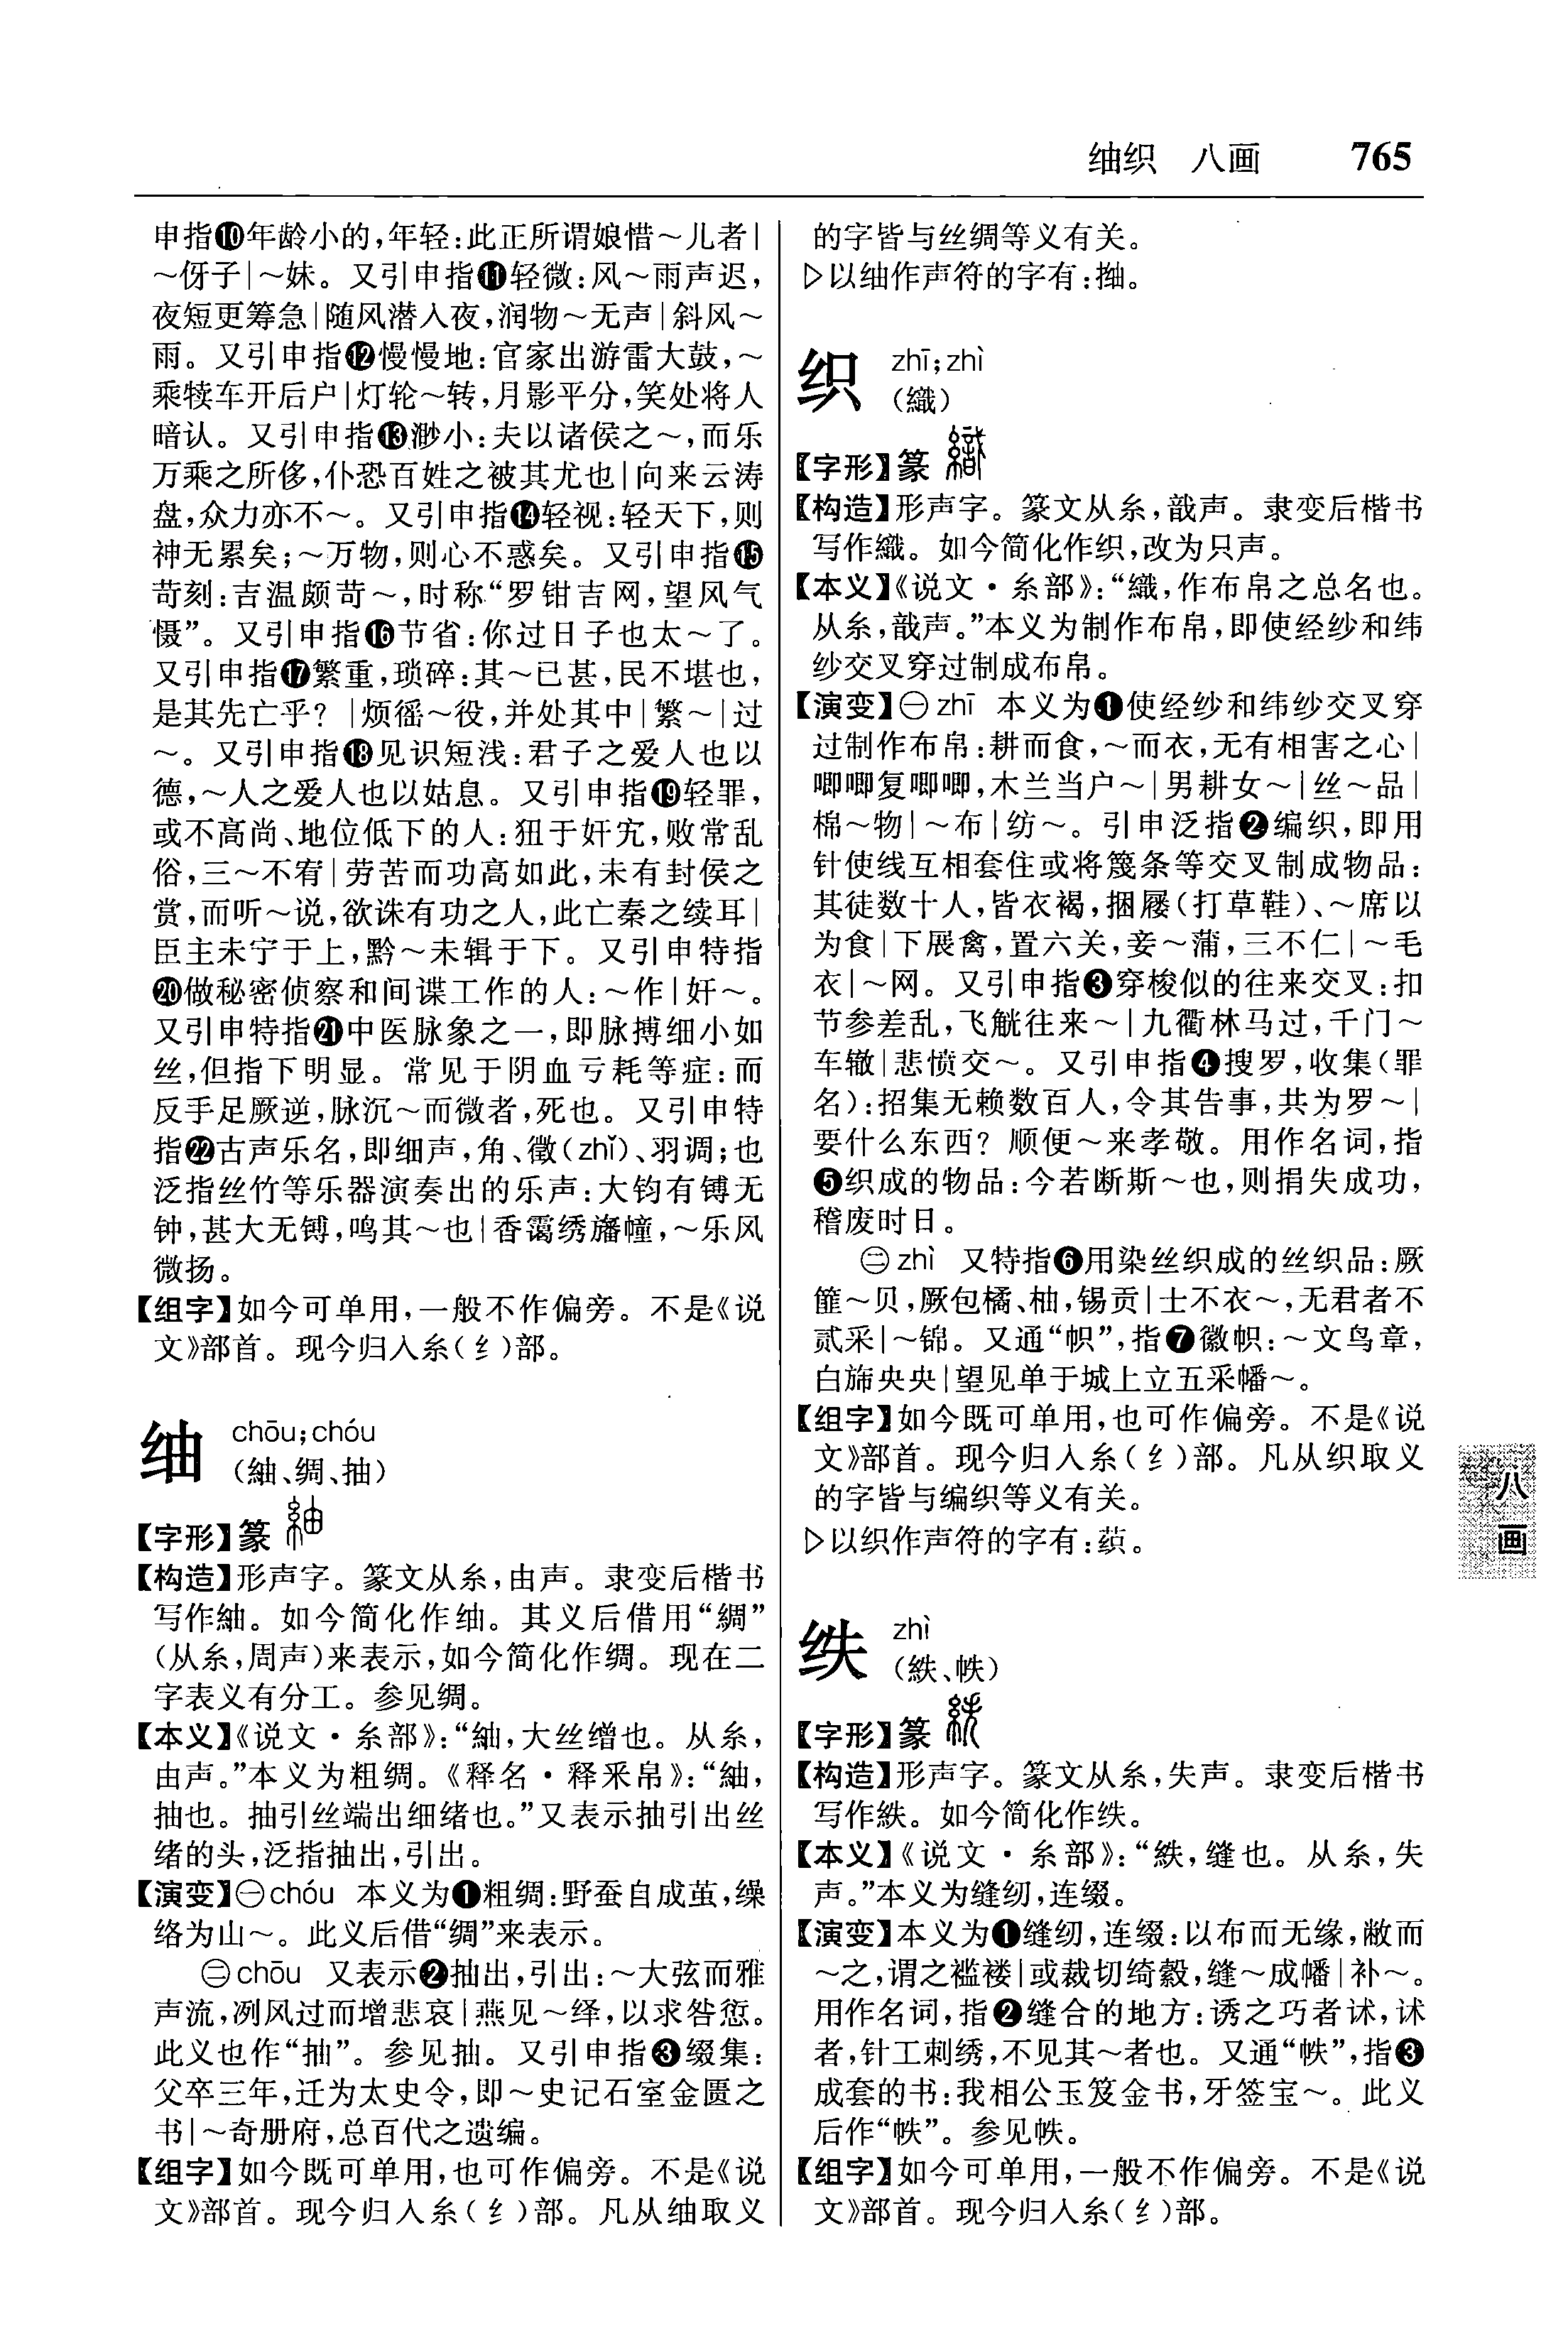 䌷织　八画　765
申指❿年龄小的,年轻:此正所谓娘惜～儿者|
～伢子|～妹。又引申指⓫轻微:风～雨声迟,
夜短更筹急|随风潜入夜,润物～无声|斜风～
雨。又引申指⓬慢慢地:官家出游雷大鼓,～
乘犊车开后户|灯轮～转,月影平分,笑处将人
暗认。又引申指⓭渺小:夫以诸侯之～,而乐
万乘之所侈,仆恐百姓之被其尤也|向来云涛
盘,众力亦不～。又引申指⓮轻视:轻天下,则
神无累矣;～万物,则心不惑矣。又引申指⓯
苛刻:吉温颇苛～,时称“罗钳吉网,望风气
慑”。又引申指⓰节省:你过日子也太～了。
又引申指⓱繁重,琐碎:其～已甚,民不堪也,
是其先亡乎? |烦徭～役,并处其中|繁～|过
～。又引申指⓲见识短浅:君子之爱人也以
德,～人之爱人也以姑息。又引申指⓳轻罪,
或不高尚、地位低下的人:狃于奸宄,败常乱
俗,三～不宥|劳苦而功高如此,未有封侯之
赏,而听～说,欲诛有功之人,此亡秦之续耳|
臣主未宁于上,黔～未辑于下。又引申特指
⓴做秘密侦察和间谍工作的人:～作|奸～。
又引申特指㉑中医脉象之一,即脉搏细小如
丝,但指下明显。常见于阴血亏耗等症:而
反手足厥逆,脉沉～而微者,死也。又引申特
指㉒古声乐名,即细声,角、徵(zhǐ)、羽调;也
泛指丝竹等乐器演奏出的乐声:大钧有镈无
钟,甚大无镈,鸣其～也|香霭绣旛幢,～乐风
微扬。
【组字】如今可单用,一般不作偏旁。不是《说
文》部首。现今归入糸(纟)部。
䌷 chōu;chóu
(紬、绸、抽)
【字形】篆
【构造】形声字。篆文从糸,由声。隶变后楷书
写作紬。如今简化作䌷。其义后借用“綢”
(从糸,周声)来表示,如今简化作绸。现在二
字表义有分工。参见绸。
【本义】《说文·糸部》:“紬,大丝缯也。从糸,
由声。”本义为粗绸。《释名·释采帛》:“紬,
抽也。抽引丝端出细绪也。”又表示抽引出丝
绪的头,泛指抽出,引出。
【演变】㊀chóu 本义为❶粗绸:野蚕自成茧,缲
络为山～。此义后借“绸”来表示。
㊁chōu 又表示❷抽出,引出:～大弦而雅
声流,冽风过而增悲哀|燕见～绎,以求咎愆。
此义也作“抽”。参见抽。又引申指❸缀集:
父卒三年,迁为太史令,即～史记石室金匮之
书|～奇册府,总百代之遗编。
【组字】如今既可单用,也可作偏旁。不是《说
文》部首。现今归入糸(纟)部。凡从䌷取义
的字皆与丝绸等义有关。
▷以䌷作声符的字有:
织 zhī;zhì
(織)
【字形】篆
【构造】形声字。篆文从糸,戠声。隶变后楷书
写作織。如今简化作织,改为只声。
【本义】《说文·糸部》:“織,作布帛之总名也。
从糸,戠声。”本义为制作布帛,即使经纱和纬
纱交叉穿过制成布帛。
【演变】㊀zhī 本义为❶使经纱和纬纱交叉穿
过制作布帛:耕而食,～而衣,无有相害之心|
唧唧复唧唧,木兰当户～|男耕女～|丝～品|
棉～物|～布|纺～。引申泛指❷编织,即用
针使线互相套住或将篾条等交叉制成物品:
其徒数十人,皆衣褐,捆屦(打草鞋)、～席以
为食|下展禽,置六关,妾～蒲,三不仁|～毛
衣|～网。又引申指❸穿梭似的往来交叉:扣
节参差乱,飞觥往来～|九衢林马过,千门～
车辙|悲愤交～。又引申指❹搜罗,收集(罪
名):招集无赖数百人,令其告事,共为罗～|
要什么东西? 顺便～来孝敬。用作名词,指
❺织成的物品:今若断斯～也,则捐失成功,
稽废时日。
㊁zhì 又特指❻用染丝织成的丝织品:厥
篚～贝,厥包橘、柚,锡贡|士不衣～,无君者不
贰采|～锦。又通“帜”,指❼徽帜:～文鸟章,
白旆央央|望见单于城上立五采幡～。
【组字】如今既可单用,也可作偏旁。不是《说
文》部首。现今归入糸(纟)部。凡从织取义
的字皆与编织等义有关。
▷以织作声符的字有:䓌。
八画
紩 zhì
(紩、帙)
【字形】篆
【构造】形声字。篆文从糸,失声。隶变后楷书
写作紩。如今简化作𫄧。
【本义】《说文·糸部》:“紩,缝也。从糸,失
声。”本义为缝纫,连缀。
【演变】本义为❶缝纫,连缀:以布而无缘,敝而
～之,谓之褴褛|或裁切绮縠,缝～成幡|补～。
用作名词,指❷缝合的地方:诱之巧者訹,訹
者,针工刺绣,不见其～者也。又通“帙”,指❸
成套的书:我相公玉笈金书,牙签宝～。此义
后作“帙”。参见帙。
【组字】如今可单用,一般不作偏旁。不是《说
文》部首。现今归入糸(纟)部。